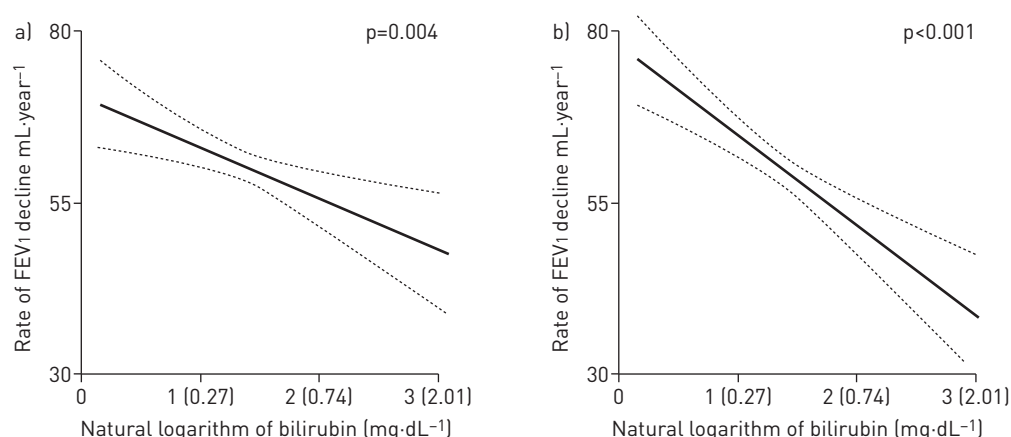 a)
p=0.004
80
55
30
Rate of FEV1 decline mL·year⁻¹
0
1 (0.27)
2 (0.74)
3 (2.01)
Natural logarithm of bilirubin (mg·dL⁻¹)
b)
p<0.001
80
55
30
Rate of FEV1 decline mL·year⁻¹
0
1 (0.27)
2 (0.74)
3 (2.01)
Natural logarithm of bilirubin (mg·dL⁻¹)